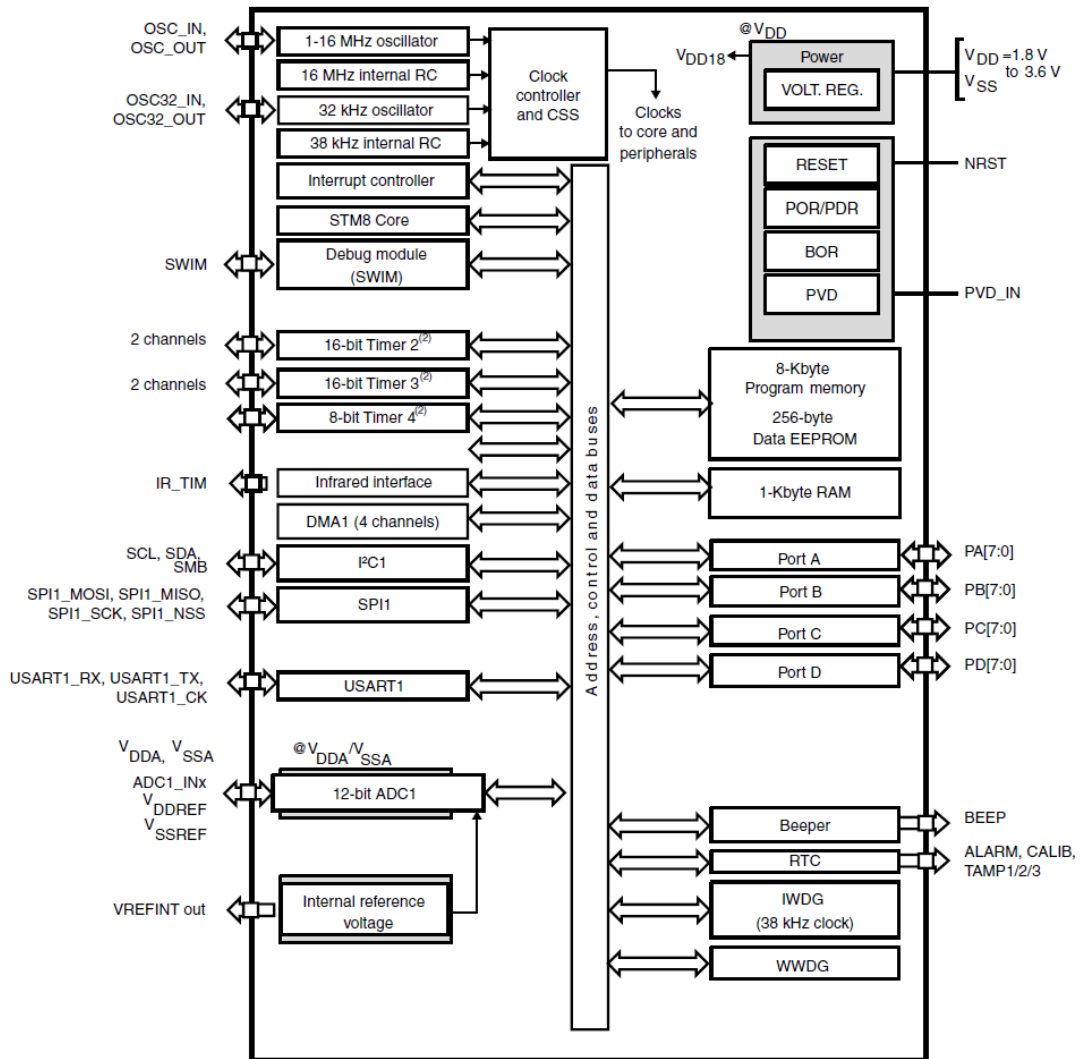 OSC_IN,
OSC_OUT
1-16 MHz oscillator
16 MHz internal RC
OSC32_IN,
OSC32_OUT
32 kHz oscillator
38 kHz internal RC
Clock
controller
and CSS
Clocks
to core and
peripherals
@VDD
VDD18
Power
VOLT. REG.
VDD =1.8 V
to 3.6 V
VSS
RESET
NRST
POR/PDR
BOR
PVD
PVD_IN
Interrupt controller
STM8 Core
SWIM
Debug module
(SWIM)
2 channels
16-bit Timer 2(2)
2 channels
16-bit Timer 3(2)
8-bit Timer 4(2)
IR_TIM
Infrared interface
DMA1 (4 channels)
SCL, SDA,
SMB
I²C1
SPI1_MOSI, SPI1_MISO,
SPI1_SCK, SPI1_NSS
SPI1
USART1_RX, USART1_TX,
USART1_CK
USART1
VDDA, VSSA
@VDDA/VSSA
ADC1_INx
VDDREF
VSSREF
12-bit ADC1
VREFINT out
Internal reference
voltage
Address, control and data buses
8-Kbyte
Program memory
256-byte
Data EEPROM
1-Kbyte RAM
Port A
PA[7:0]
Port B
PB[7:0]
Port C
PC[7:0]
Port D
PD[7:0]
Beeper
BEEP
RTC
ALARM, CALIB,
TAMP1/2/3
IWDG
(38 kHz clock)
WWDG